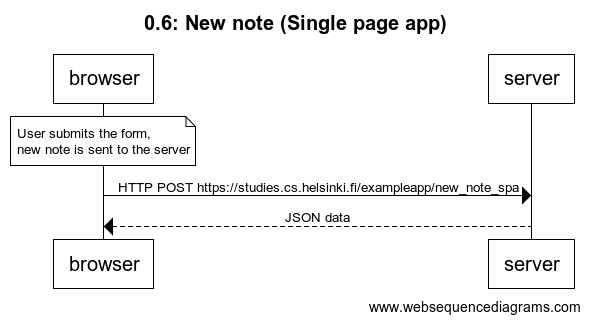 0.6: New note (Single page app)
browser
server
User submits the form,
new note is sent to the server
HTTP POST https://studies.cs.helsinki.fi/exampleapp/new_note_spa
JSON data
browser
server
www.websequencediagrams.com